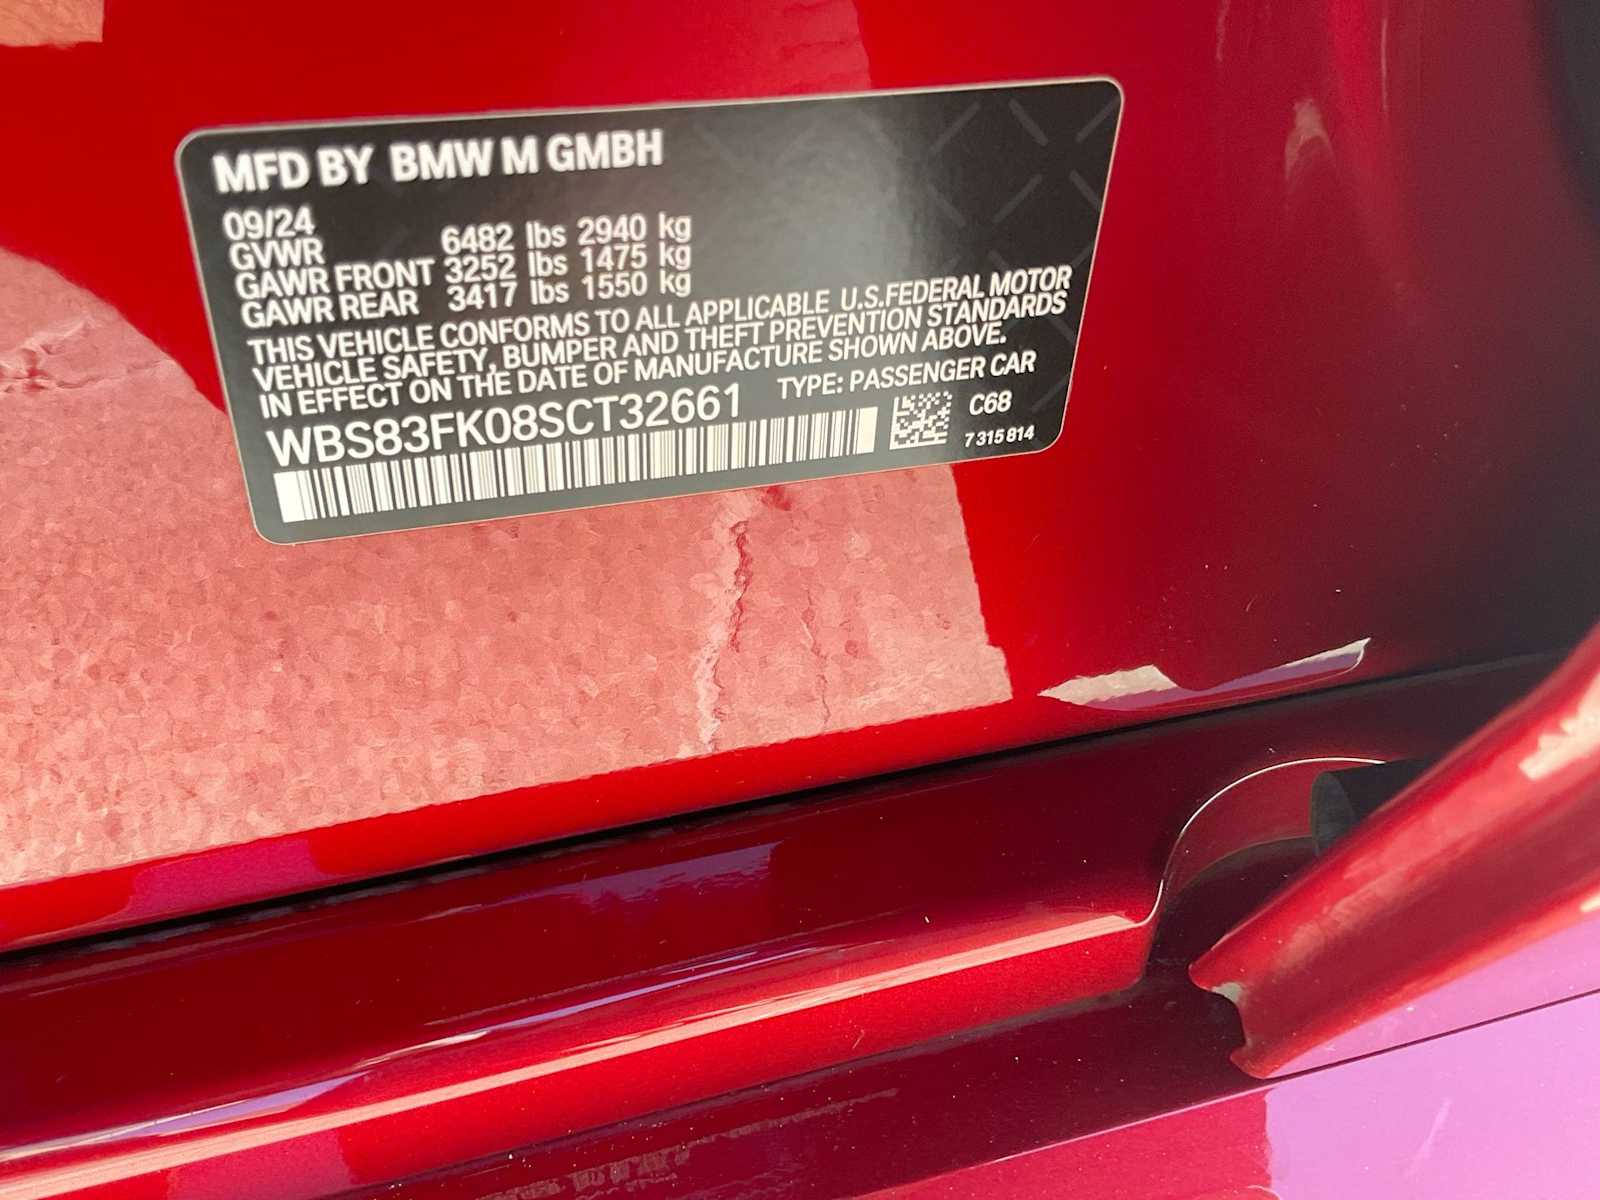 MFD BY BMW M GMBH
09/24
GVWR 6482 lbs 2940 kg
GAWR FRONT 3252 lbs 1475 kg
GAWR REAR 3417 lbs 1550 kg
THIS VEHICLE CONFORMS TO ALL APPLICABLE U.S.FEDERAL MOTOR
VEHICLE SAFETY, BUMPER AND THEFT PREVENTION STANDARDS
IN EFFECT ON THE DATE OF MANUFACTURE SHOWN ABOVE.
WBS83FK08SCT32661 TYPE: PASSENGER CAR
C68
7 315 814